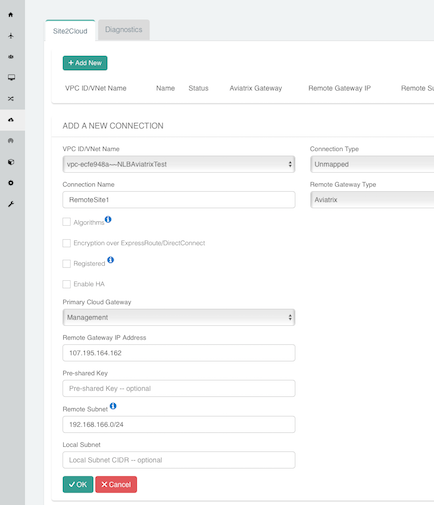 Site2Cloud Diagnostics
+ Add New
VPC ID/VNet Name Name Status Aviatrix Gateway Remote Gateway IP Remote Su
ADD A NEW CONNECTION
VPC ID/VNet Name Connection Type
vpc-ecfe948a----NLBAviatrixTest Unmapped
Connection Name Remote Gateway Type
RemoteSite1 Aviatrix
Algorithms
Encryption over ExpressRoute/DirectConnect
Registered
Enable HA
Primary Cloud Gateway
Management
Remote Gateway IP Address
107.195.164.162
Pre-shared Key
Pre-shared Key -- optional
Remote Subnet
192.168.166.0/24
Local Subnet
Local Subnet CIDR -- optional
OK Cancel